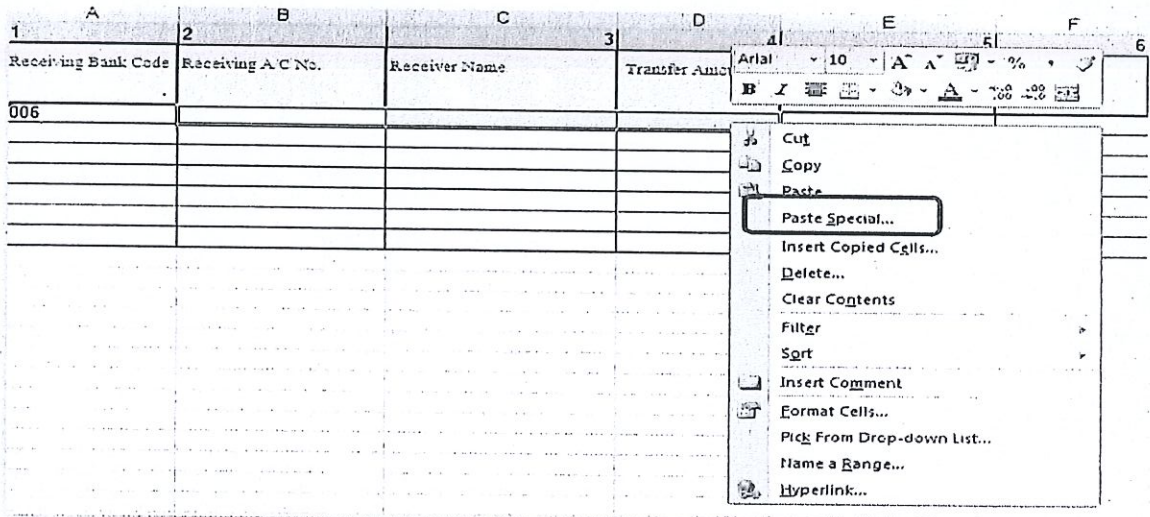 A B C D E F
1 2 3 4 5 6
Receiving Bank Code Receiving A/C No. Receiver Name Transfer
Arial 10 A A %
B I A
006
Cut
Copy
Paste
Paste Special...
Insert Copied Cells...
Delete...
Clear Contents
Filter
Sort
Insert Comment
Format Cells...
Pick From Drop-down List...
Name a Range...
Hyperlink...